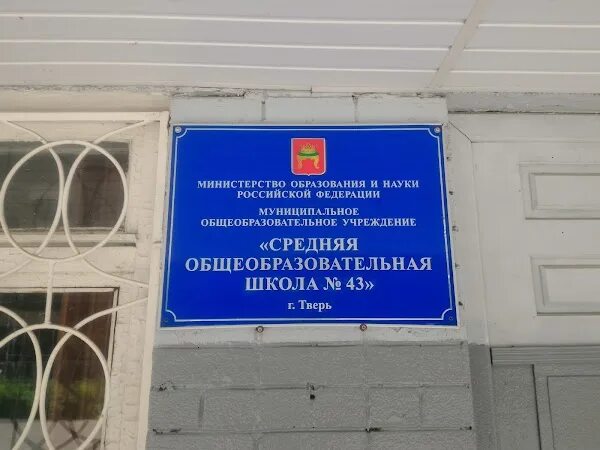 МИНИСТЕРСТВО ОБРАЗОВАНИЯ И НАУКИ
РОССИЙСКОЙ ФЕДЕРАЦИИ
МУНИЦИПАЛЬНОЕ
ОБЩЕОБРАЗОВАТЕЛЬНОЕ УЧРЕЖДЕНИЕ
«СРЕДНЯЯ
ОБЩЕОБРАЗОВАТЕЛЬНАЯ
ШКОЛА № 43»
г. Тверь